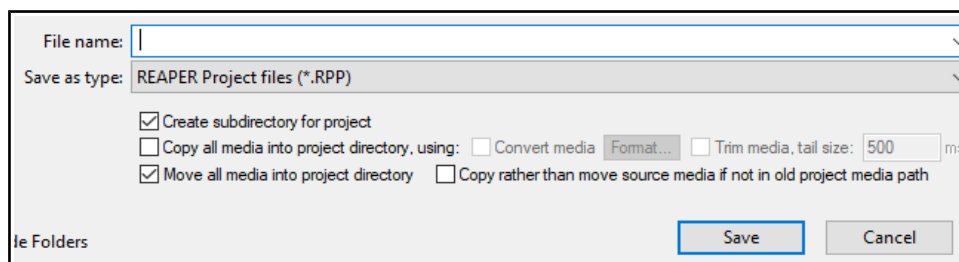 File name:
Save as type: REAPER Project files (*.RPP)
Create subdirectory for project
Copy all media into project directory, using: Convert media Format... Trim media, tail size: 500
Move all media into project directory Copy rather than move source media if not in old project media path
Folders Save Cancel